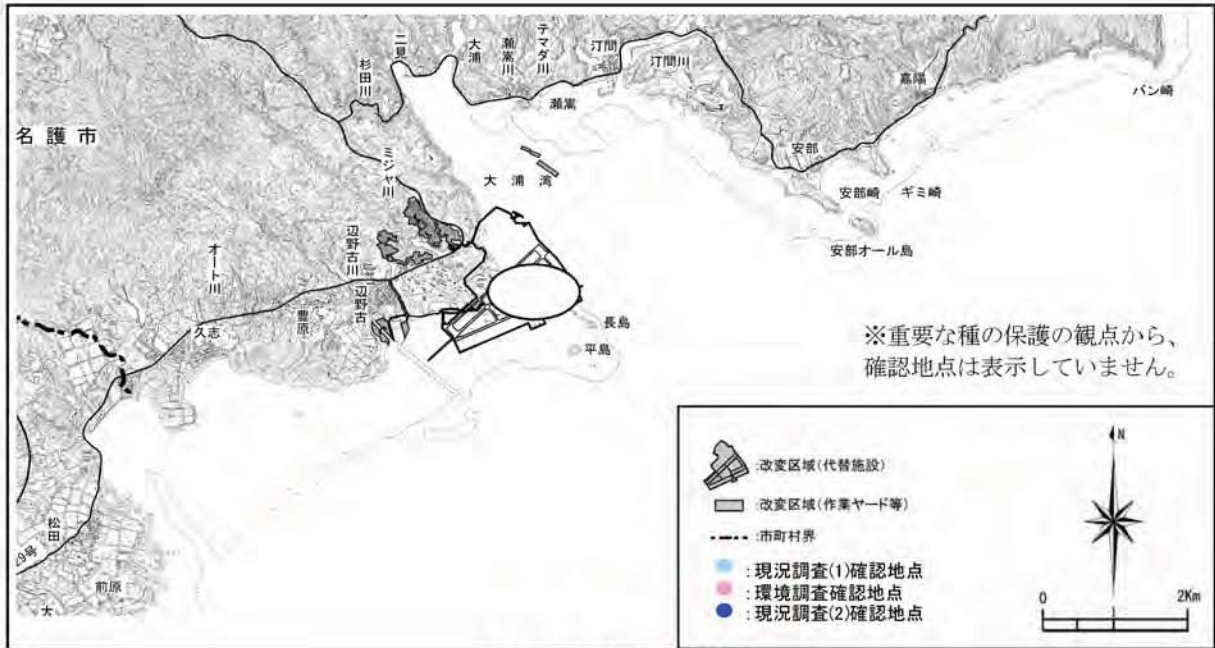 名護市
杉田川
二見
大浦
瀬嵩川
テマダ川
汀間
汀間川
瀬嵩
嘉陽
バン崎
安部
安部崎
ギミ崎
安部オール島
大浦湾
ミジャ川
辺野古川
辺野古
オート川
久志
豊原
長島
平島
松田
29号
前原
大
※重要な種の保護の観点から、
確認地点は表示していません。
:改変区域(代替施設)
:改変区域(作業ヤード等)
:市町村界
:現況調査(1)確認地点
:環境調査確認地点
:現況調査(2)確認地点
N
0 2Km